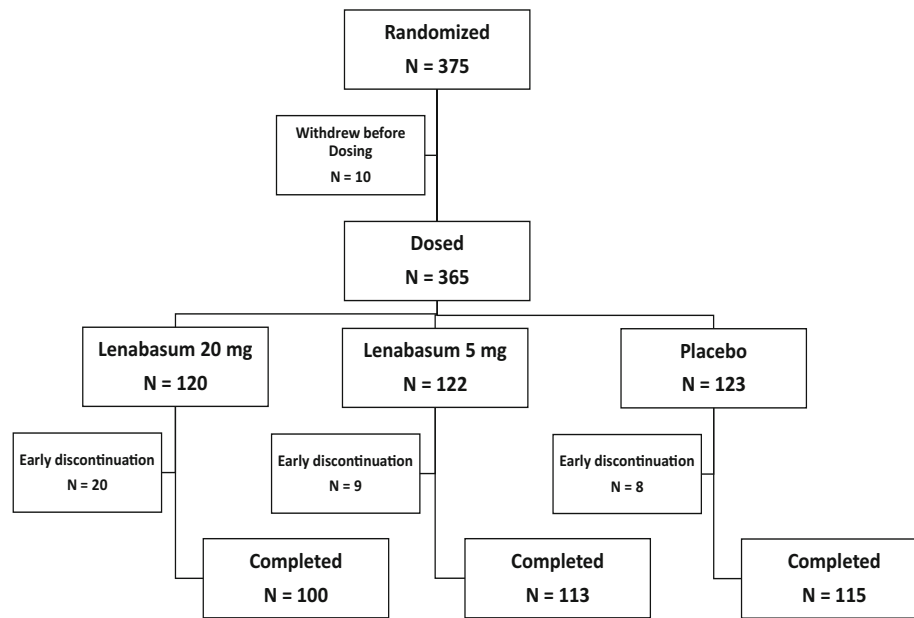 Randomized
N = 375
Withdrew before
Dosing
N = 10
Dosed
N = 365
Lenabasum 20 mg
N = 120
Lenabasum 5 mg
N = 122
Placebo
N = 123
Early discontinuation
N = 20
Early discontinuation
N = 9
Early discontinuation
N = 8
Completed
N = 100
Completed
N = 113
Completed
N = 115